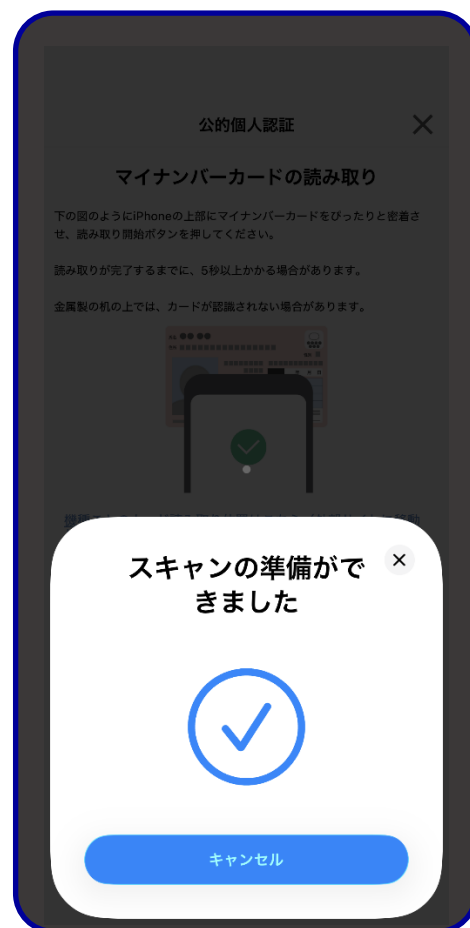 公的個人認証
マイナンバーカードの読み取り
下の図のようにiPhoneの上部にマイナンバーカードをぴったりと密着さ
せ、読み取り開始ボタンを押してください。
読み取りが完了するまでに、5秒以上かかる場合があります。
金属製の机の上では、カードが認識されない場合があります。
スキャンの準備がで
きました
キャンセル